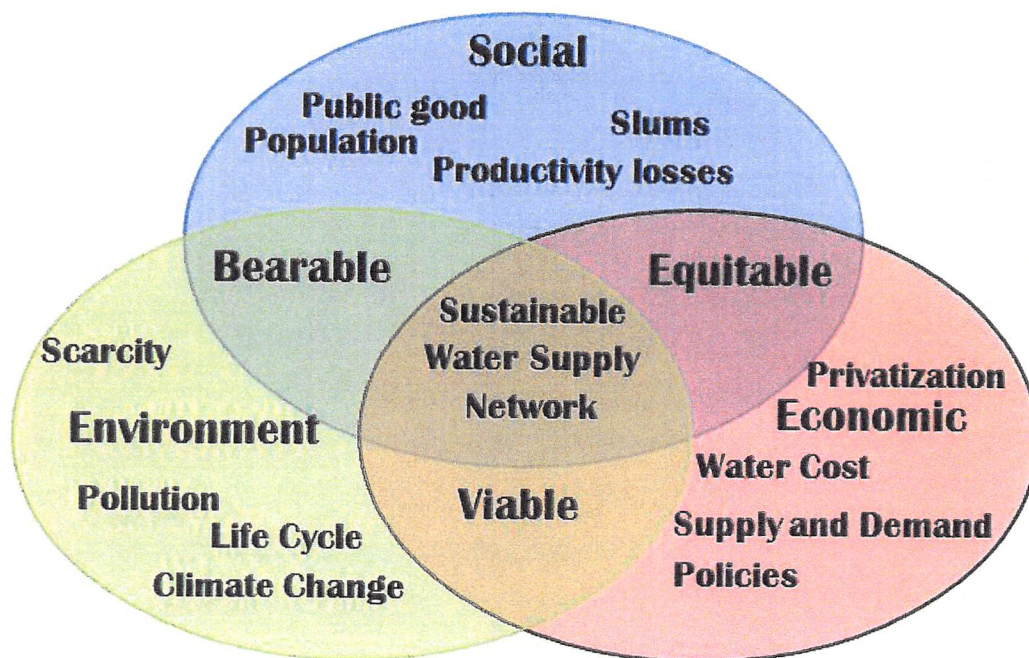 Social
Public good
Slums
Population
Productivity losses
Bearable
Equitable
Sustainable
Water Supply
Network
Scarcity
Privatization
Environment
Economic
Water Cost
Pollution
Viable
Life Cycle
Supply and Demand
Climate Change
Policies